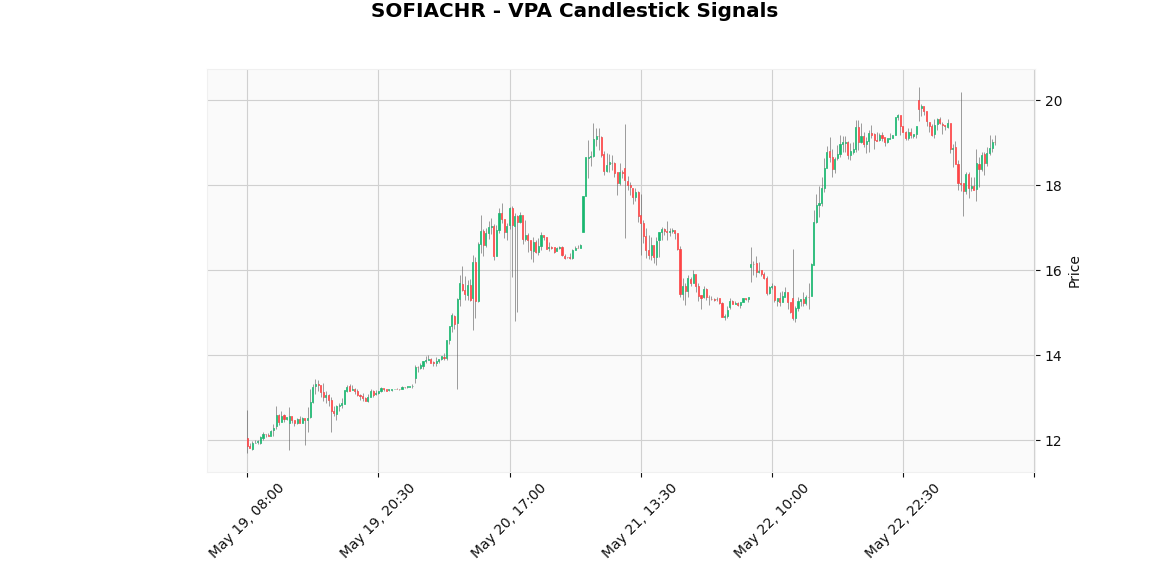 SOFIACHR - VPA Candlestick Signals
20
18
16
14
12
Price
May 19, 08:00
May 19, 20:30
May 20, 17:00
May 21, 13:30
May 22, 10:00
May 22, 22:30